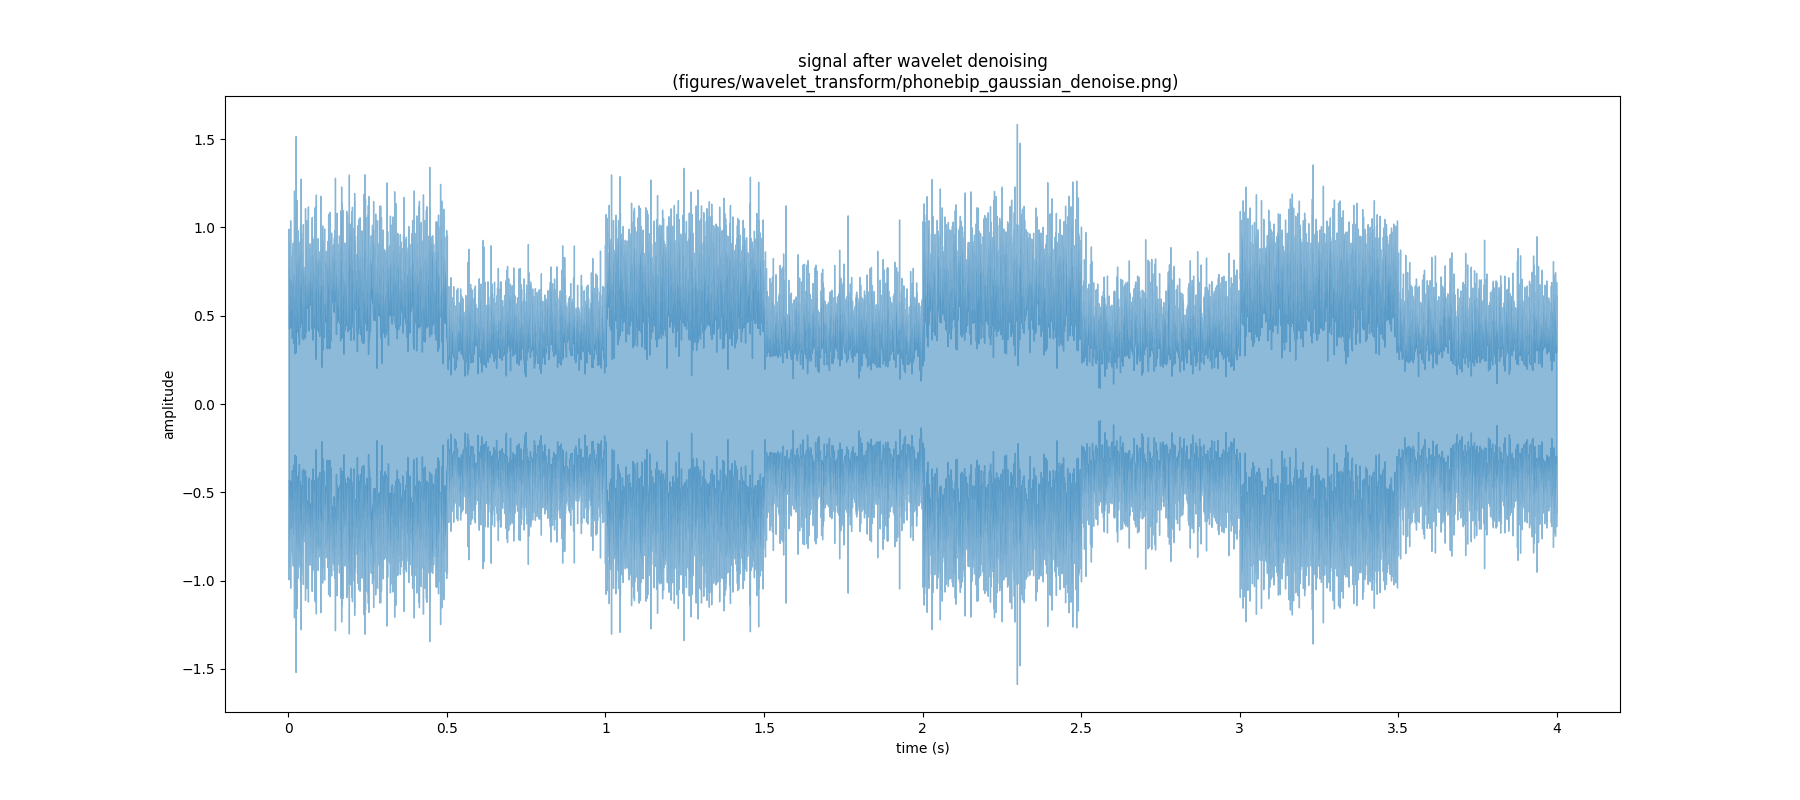 signal after wavelet denoising
(figures/wavelet_transform/phonebip_gaussian_denoise.png)
1.5
1.0
0.5
0.0
−0.5
−1.0
−1.5
amplitude
0 0.5 1 1.5 2 2.5 3 3.5 4
time (s)